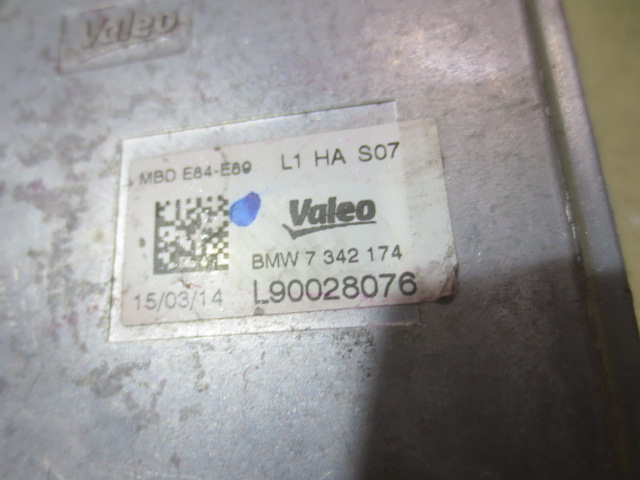 Valeo
MBD E84-E89 L1 HA S07
Valeo
BMW 7 342 174
15/03/14 L90028076